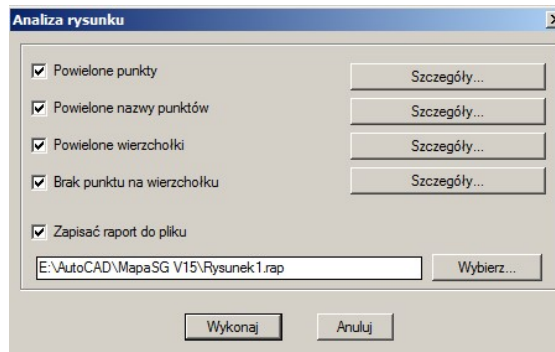 Analiza rysunku
Powielone punkty
Szczegóły...
Powielone nazwy punktów
Szczegóły...
Powielone wierzchołki
Szczegóły...
Brak punktu na wierzchołku
Szczegóły...
Zapisać raport do pliku
E:\AutoCAD\MapaSG V15\Rysunek1.rap
Wybierz...
Wykonaj
Anuluj